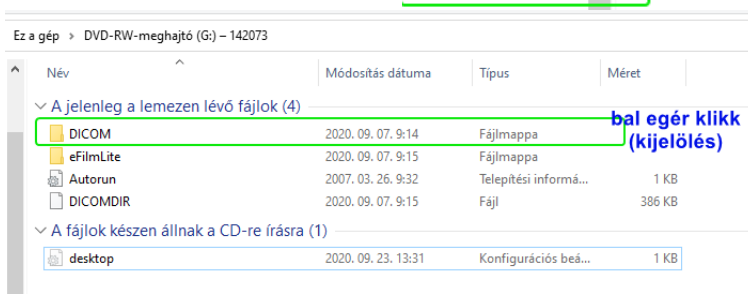 Ez a gép > DVD-RW-meghajtó (G:) – 142073
Név Módosítás dátuma Típus Méret
A jelenleg a lemezen lévő fájlok (4)
bal egér klikk
(kijelölés)
DICOM 2020. 09. 07. 9:14 Fájlmappa
eFilmLite 2020. 09. 07. 9:15 Fájlmappa
Autorun 2007. 03. 26. 9:32 Telepítési informá... 1 KB
DICOMDIR 2020. 09. 07. 9:15 Fájl 386 KB
A fájlok készen állnak a CD-re írásra (1)
desktop 2020. 09. 23. 13:31 Konfigurációs beá... 1 KB